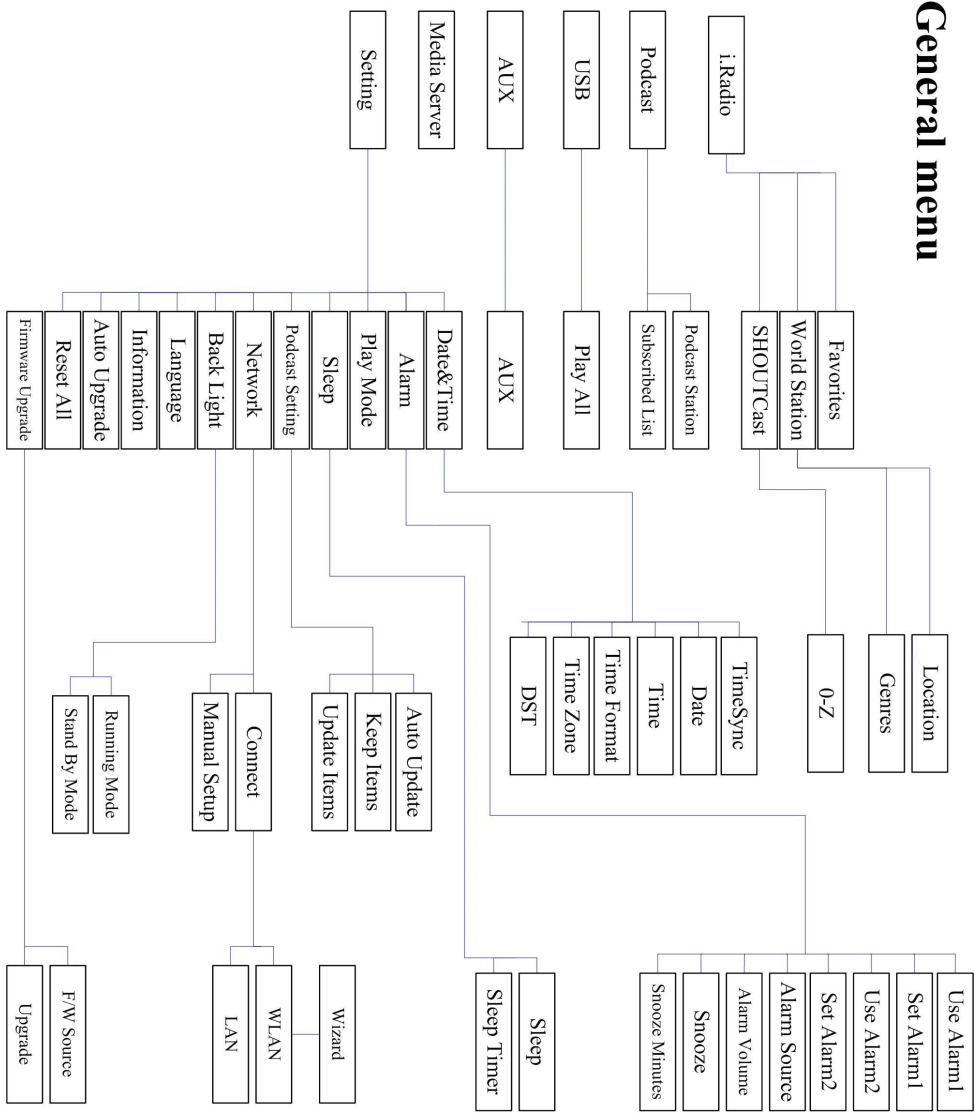 General menu
i.Radio
Favorites
World Station
SHOUTCast
Location
Genres
0-Z
Podcast
Podcast Station
Subscribed List
USB
Play All
AUX
AUX
Media Server
Setting
Date&Time
Alarm
Play Mode
Sleep
Podcast Setting
Network
Back Light
Language
Information
Auto Upgrade
Reset All
Firmware Upgrade
TimeSync
Date
Time
Time Format
Time Zone
DST
Use Alarm1
Set Alarm1
Use Alarm2
Set Alarm2
Alarm Source
Alarm Volume
Snooze
Snooze Minutes
Sleep
Sleep Timer
Auto Update
Keep Items
Update Items
Connect
Manual Setup
Wizard
WLAN
LAN
Running Mode
Stand By Mode
F/W Source
Upgrade